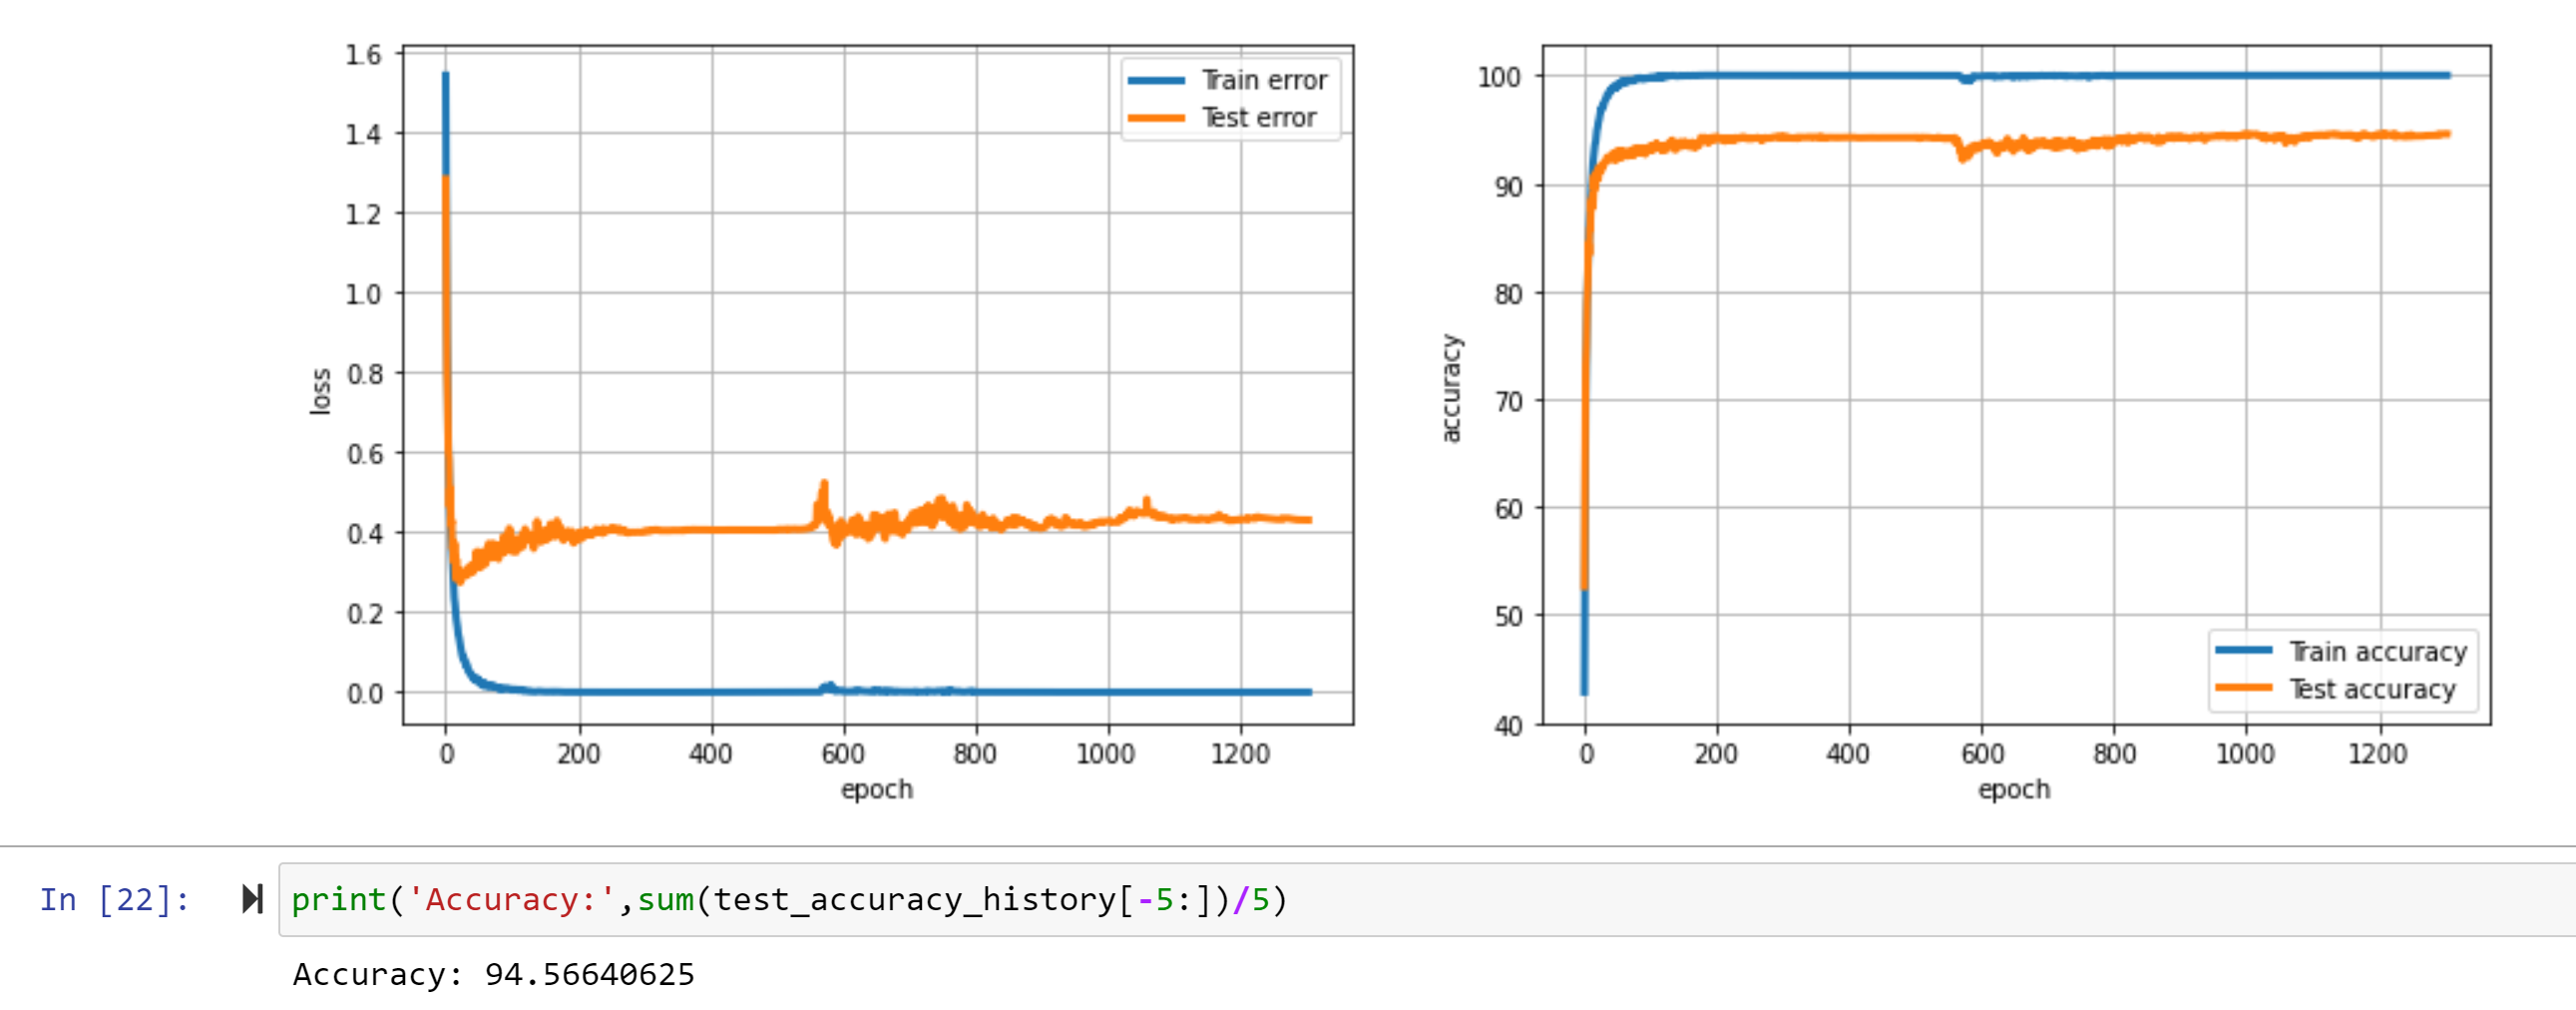 1.6
1.4
1.2
1.0
0.8
0.6
0.4
0.2
0.0
loss
0 200 400 600 800 1000 1200
epoch
Train error
Test error
100
90
80
70
60
50
40
accuracy
0 200 400 600 800 1000 1200
epoch
Train accuracy
Test accuracy
In [22]: print('Accuracy:',sum(test_accuracy_history[-5:])/5)
Accuracy: 94.56640625